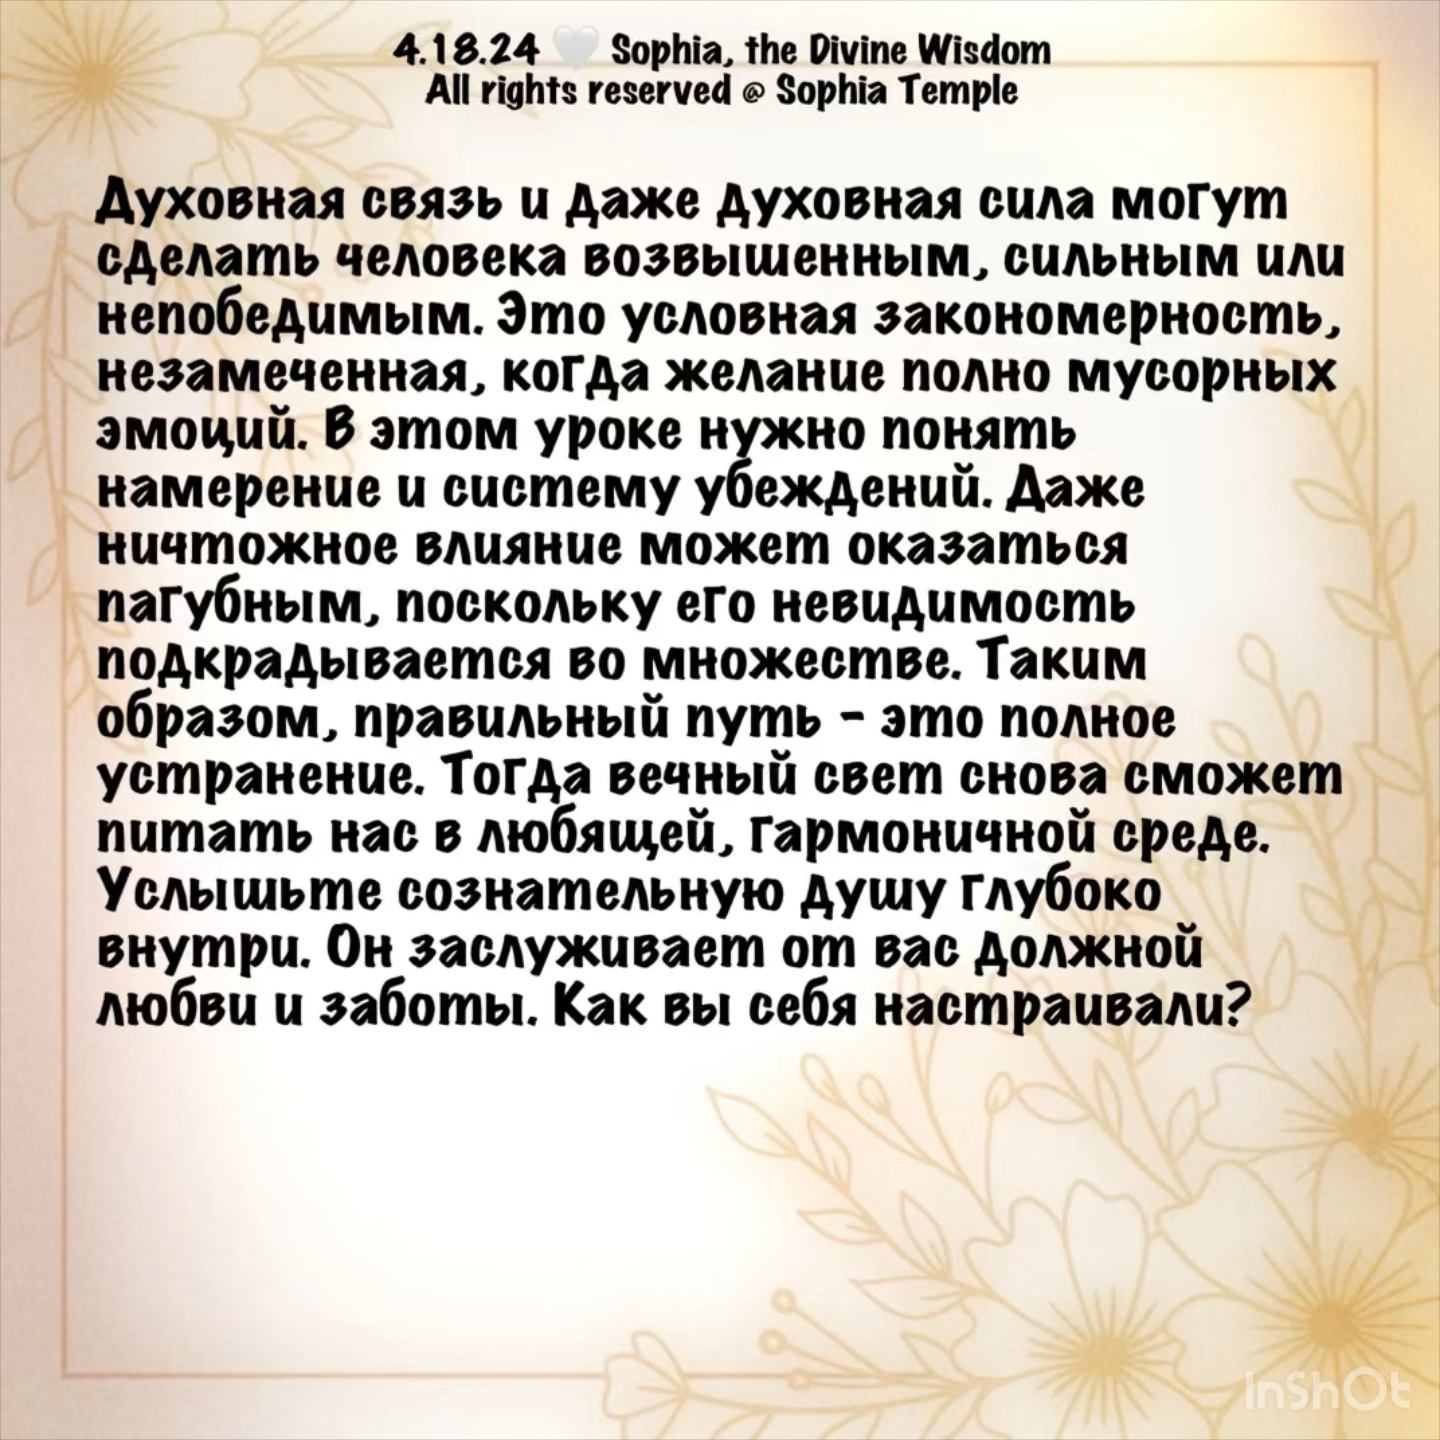 4.18.24 🤍 Sophia, the Divine Wisdom
All rights reserved @ Sophia Temple
Духовная связь и даже духовная сила могут
сделать человека возвышенным, сильным или
непобедимым. Это условная закономерность,
незамеченная, когда желание полно мусорных
эмоций. В этом уроке нужно понять
намерение и систему убеждений. Даже
ничтожное влияние может оказаться
пагубным, поскольку его невидимость
подкрадывается во множестве. Таким
образом, правильный путь - это полное
устранение. Тогда вечный свет снова сможет
питать нас в любящей, гармоничной среде.
Услышьте сознательную душу глубоко
внутри. Он заслуживает от вас должной
любви и заботы. Как вы себя настраивали?
InShOt